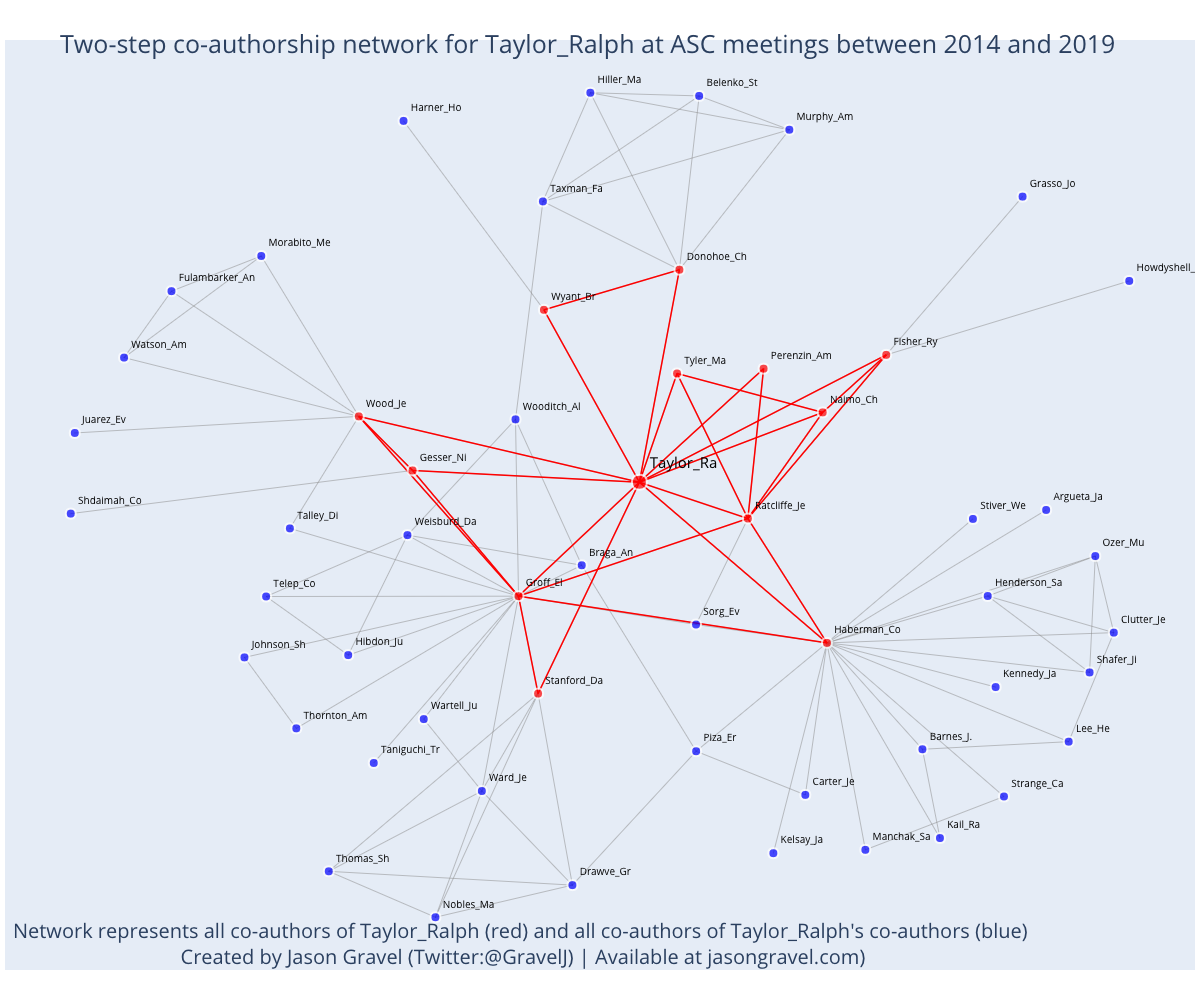 Two-step co-authorship network for Taylor_Ralph at ASC meetings between 2014 and 2019
Hiller_Ma
Belenko_St
Harner_Ho
Murphy_Am
Taxman_Fa
Grasso_Jo
Morabito_Me
Donohoe_Ch
Howdyshell_
Fulambarker_An
Wyant_Br
Watson_Am
Fisher_Ry
Tyler_Ma
Perenzin_Am
Naimo_Ch
Wood_Je
Wooditch_Al
Juarez_Ev
Gesser_Ni
Taylor_Ra
Shdaimah_Co
Argueta_Ja
Stiver_We
Ratcliffe_Je
Talley_Di
Weisburd_Da
Ozer_Mu
Braga_An
Telep_Co
Groff_El
Henderson_Sa
Sorg_Ev
Clutter_Je
Haberman_Co
Johnson_Sh
Hibdon_Ju
Shafer_Ji
Kennedy_Ja
Stanford_Da
Wartell_Ju
Thornton_Am
Lee_He
Piza_Er
Barnes_J.
Taniguchi_Tr
Ward_Je
Carter_Je
Strange_Ca
Kail_Ra
Manchak_Sa
Kelsay_Ja
Thomas_Sh
Drawve_Gr
Nobles_Ma
Network represents all co-authors of Taylor_Ralph (red) and all co-authors of Taylor_Ralph's co-authors (blue)
Created by Jason Gravel (Twitter:@GravelJ) | Available at jasongravel.com)